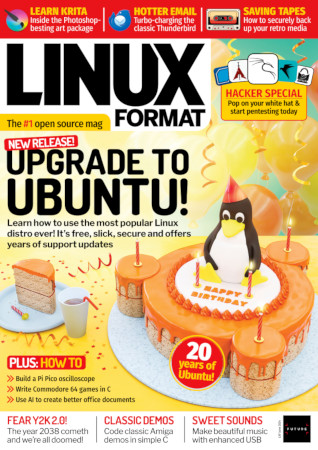 LEARN KRITA
Inside the Photoshop-
besting art package
HOTTER EMAIL
Turbo-charging the
classic Thunderbird
SAVING TAPES
How to securely back
up your retro media
LINUX
FORMAT
The #1 open source mag
HACKER SPECIAL
Pop on your white hat &
start pentesting today
NEW RELEASE!
UPGRADE TO
UBUNTU!
Learn how to use the most popular Linux
distro ever! It's free, slick, secure and offers
years of support updates
HAPPY
BIRTHDAY
20
years of
Ubuntu!
PLUS: HOW TO
>> Build a Pi Pico oscilloscope
>> Write Commodore 64 games in C
>> Use AI to create better office documents
FEAR Y2K 2.0!
The year 2038 cometh
and we're all doomed!
CLASSIC DEMOS
Code classic Amiga
demos in simple C
SWEET SOUNDS
Make beautiful music
with enhanced USB
FUTURE